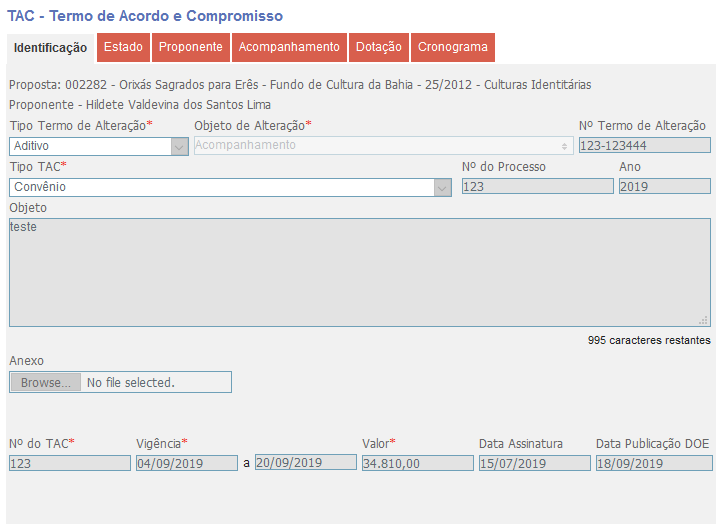 TAC - Termo de Acordo e Compromisso
Identificação Estado Proponente Acompanhamento Dotação Cronograma
Proposta: 002282 - Orixás Sagrados para Erês - Fundo de Cultura da Bahia - 25/2012 - Culturas Identitárias
Proponente - Hildete Valdevina dos Santos Lima
Tipo Termo de Alteração* Objeto de Alteração* Nº Termo de Alteração
Aditivo Acompanhamento 123-123444
Tipo TAC* Nº do Processo Ano
Convênio 123 2019
Objeto
teste
995 caracteres restantes
Anexo
Browse... No file selected.
Nº do TAC* Vigência* Valor* Data Assinatura Data Publicação DOE
123 04/09/2019 a 20/09/2019 34.810,00 15/07/2019 18/09/2019